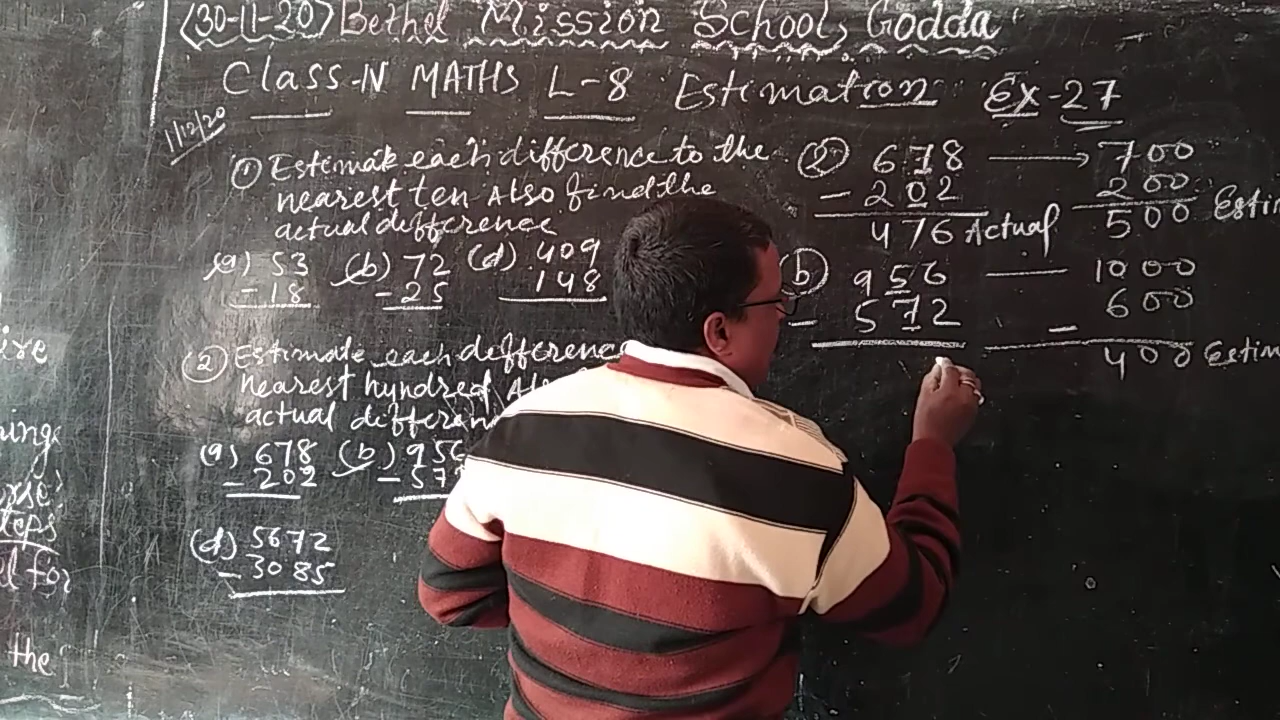 (30-11-20) Bethel Mission School, Godda
Class-IV MATHS L-8 Estimation Ex-27
1/12/20
① Estimate each difference to the
nearest ten Also find the
actual difference
(a) 53 (b) 72 (d) 409
-18 -25 148
② Estimate each difference
nearest hundred
actual
(a) 678 (b) 956
-202 -57
(d) 5672
-3085
② 678 → 700
- 202 200
476 Actual 500 Estim
(b) 956 — 1000
- 572 - 600
400 Estim
the